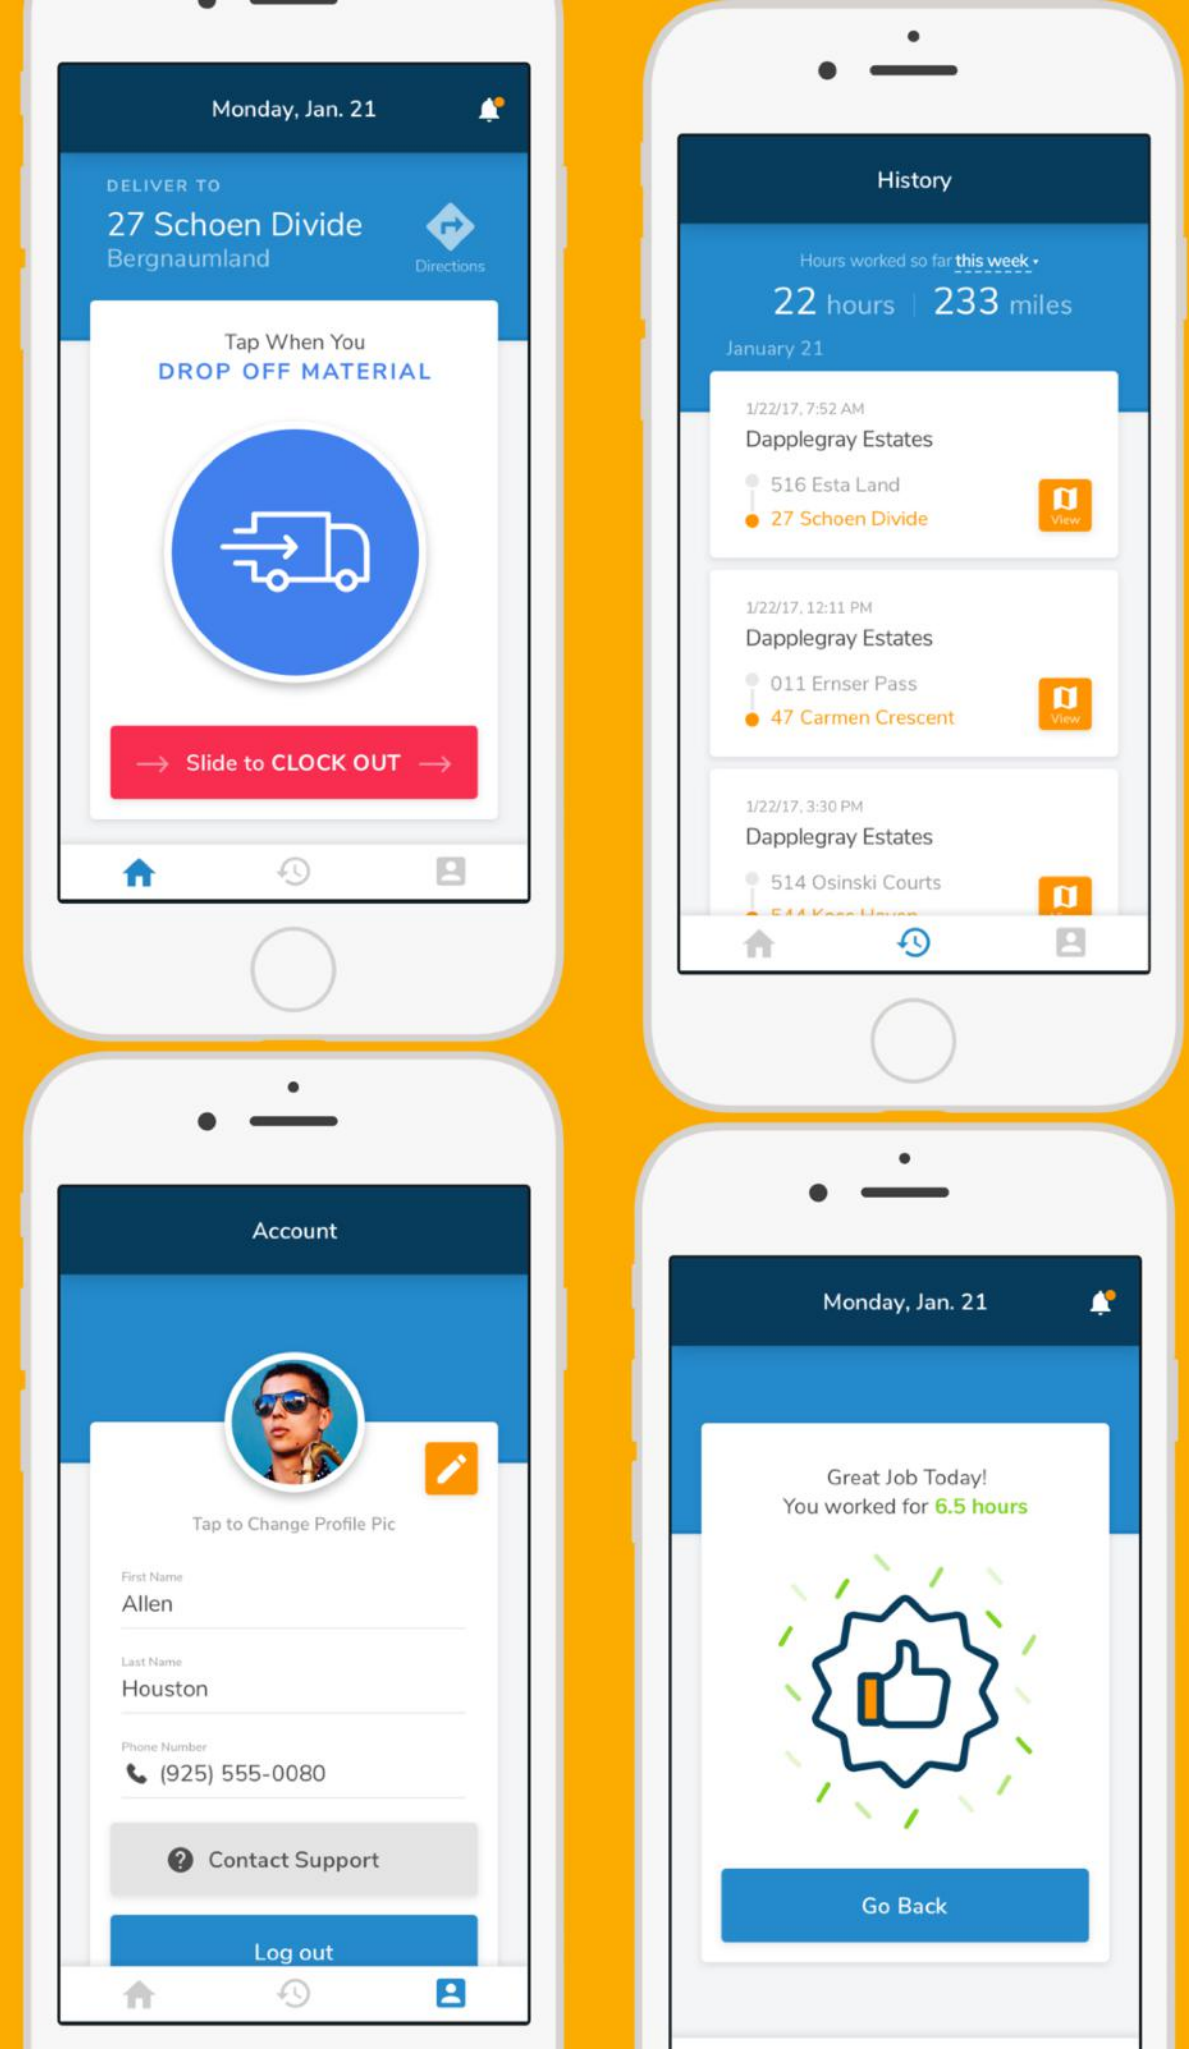 Monday, Jan. 21
DELIVER TO
27 Schoen Divide
Bergnaumland
Directions
Tap When You
DROP OFF MATERIAL
Slide to CLOCK OUT
History
Hours worked so far this week
22 hours | 233 miles
January 21
1/22/17, 7:52 AM
Dapplegray Estates
516 Esta Land
27 Schoen Divide
View
1/22/17, 12:11 PM
Dapplegray Estates
011 Ernser Pass
47 Carmen Crescent
View
1/22/17, 3:30 PM
Dapplegray Estates
514 Osinski Courts
Account
Tap to Change Profile Pic
First Name
Allen
Last Name
Houston
Phone Number
(925) 555-0080
Contact Support
Log out
Monday, Jan. 21
Great Job Today!
You worked for 6.5 hours
Go Back